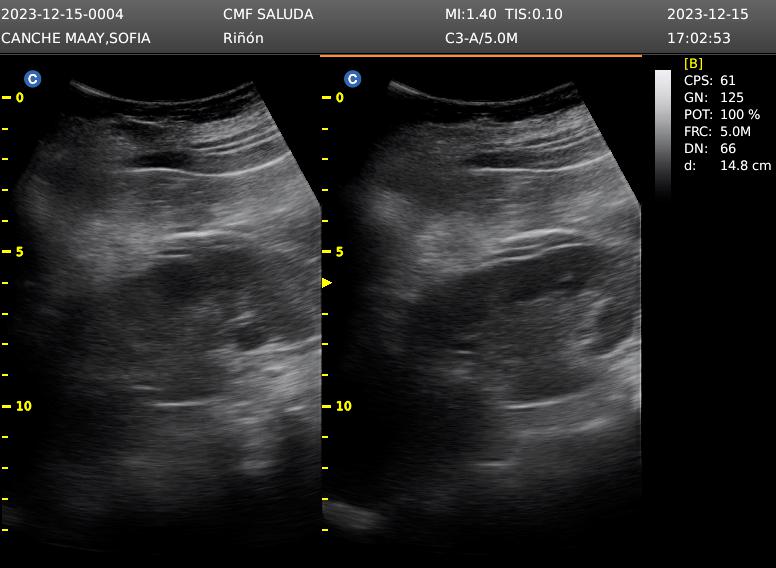 2023-12-15-0004 CMF SALUDA MI:1.40 TIS:0.10 2023-12-15
CANCHE MAAY,SOFIA Riñón C3-A/5.0M 17:02:53
C C [B]
0 0 CPS: 61
GN: 125
POT: 100 %
FRC: 5.0M
DN: 66
d: 14.8 cm
5 5
10 10